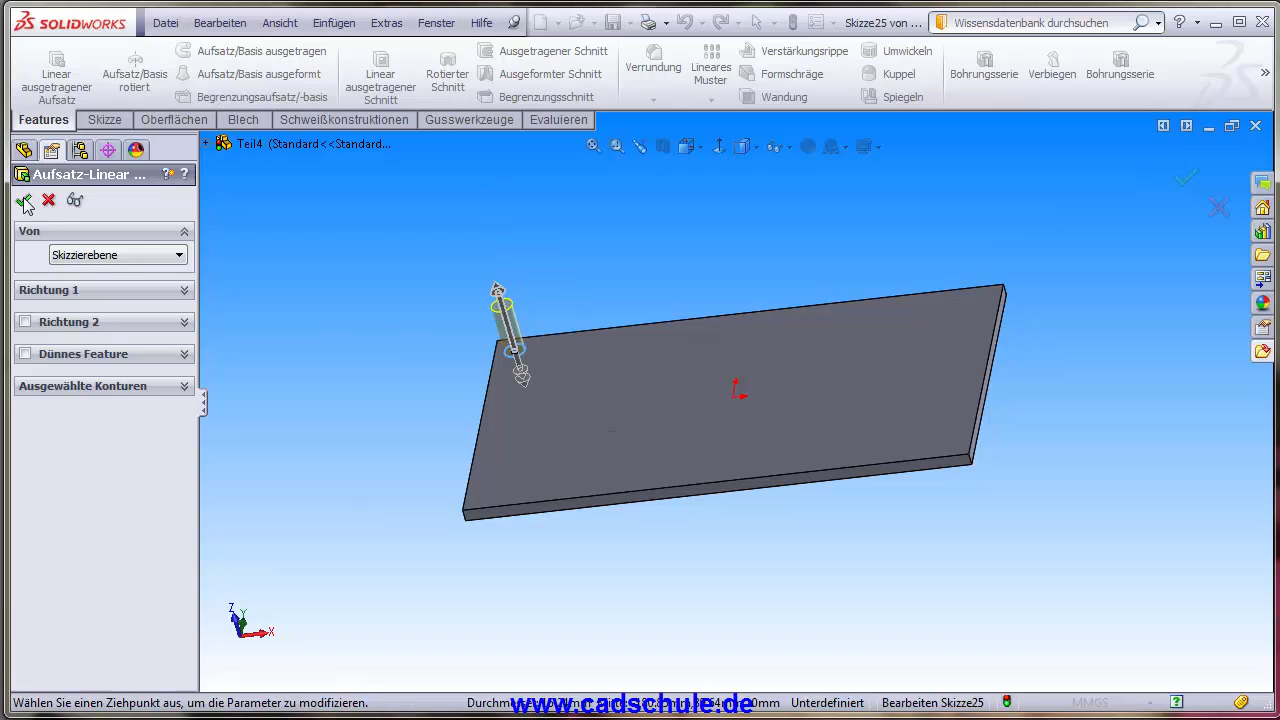 SOLIDWORKS
Datei Bearbeiten Ansicht Einfügen Extras Fenster Hilfe
Skizze25 von ...
Wissensdatenbank durchsuchen
Linear ausgetragener Aufsatz
Aufsatz/Basis rotiert
Aufsatz/Basis ausgetragen
Aufsatz/Basis ausgeformt
Begrenzungsaufsatz/-basis
Linear ausgetragener Schnitt
Rotierter Schnitt
Ausgetragener Schnitt
Ausgeformter Schnitt
Begrenzungsschnitt
Verrundung
Lineares Muster
Verstärkungsrippe
Formschräge
Wandung
Umwickeln
Kuppel
Spiegeln
Bohrungsserie
Verbiegen
Bohrungsserie
Features Skizze Oberflächen Blech Schweißkonstruktionen Gusswerkzeuge Evaluieren
Teil4 (Standard<<Standard...
Aufsatz-Linear ...
Von
Skizzierebene
Richtung 1
Richtung 2
Dünnes Feature
Ausgewählte Konturen
Z
Y
X
Wählen Sie einen Ziehpunkt aus, um die Parameter zu modifizieren.
Unterdefiniert
Bearbeiten Skizze25
MMGS
www.cadschule.de